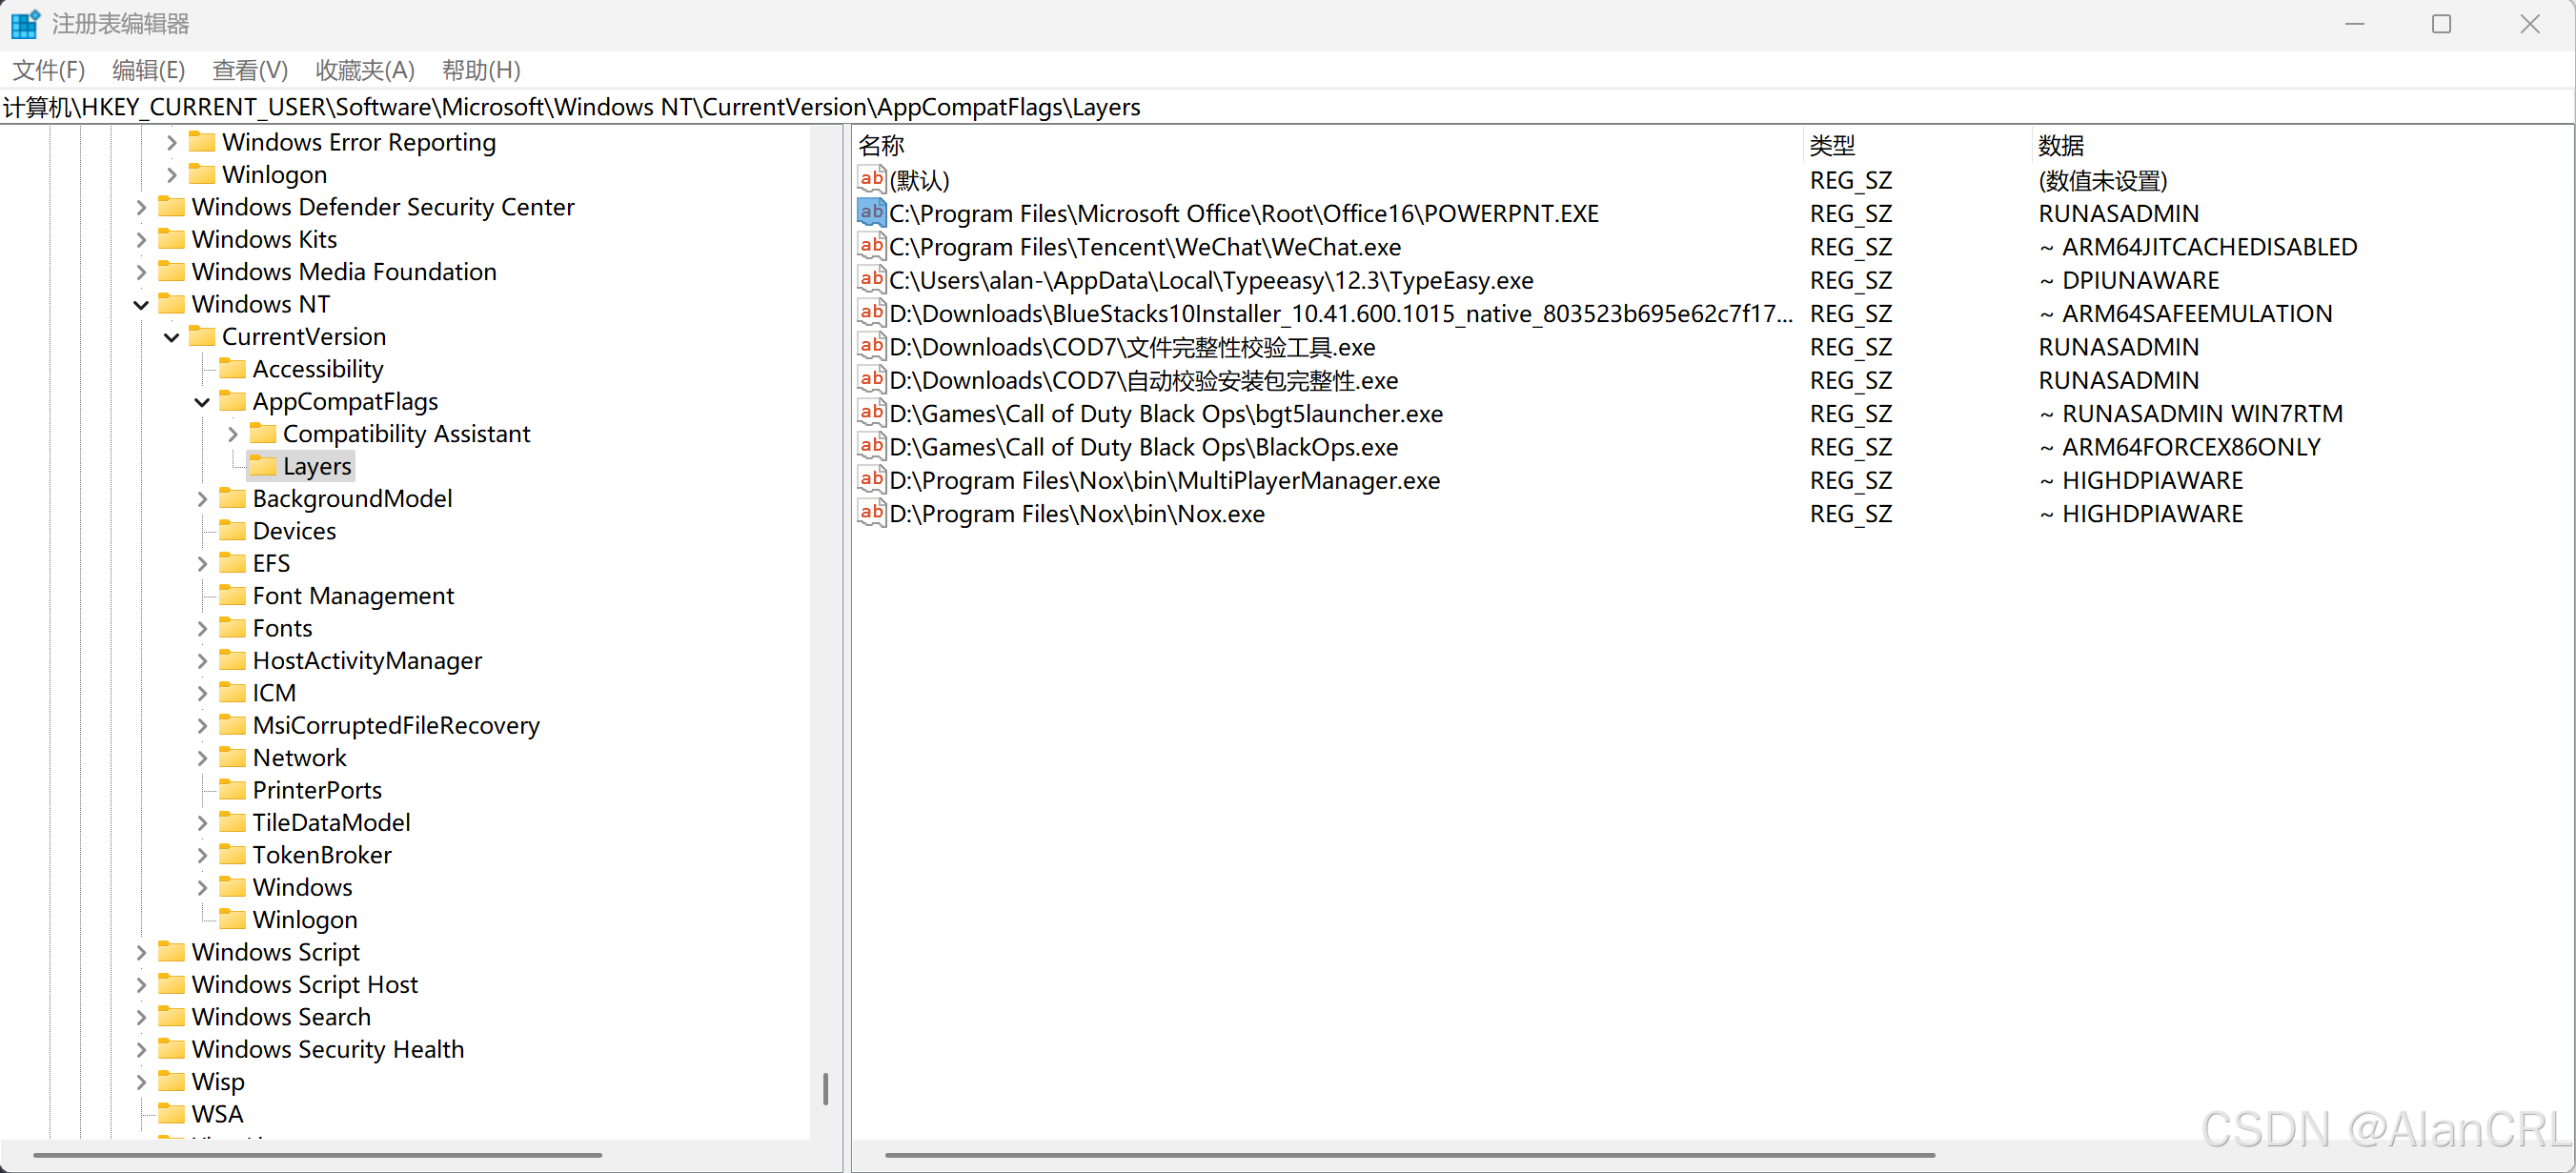 注册表编辑器
文件(F) 编辑(E) 查看(V) 收藏夹(A) 帮助(H)
计算机\HKEY_CURRENT_USER\Software\Microsoft\Windows NT\CurrentVersion\AppCompatFlags\Layers
Windows Error Reporting
Winlogon
Windows Defender Security Center
Windows Kits
Windows Media Foundation
Windows NT
CurrentVersion
Accessibility
AppCompatFlags
Compatibility Assistant
Layers
BackgroundModel
Devices
EFS
Font Management
Fonts
HostActivityManager
ICM
MsiCorruptedFileRecovery
Network
PrinterPorts
TileDataModel
TokenBroker
Windows
Winlogon
Windows Script
Windows Script Host
Windows Search
Windows Security Health
Wisp
WSA
名称 类型 数据
(默认) REG_SZ (数值未设置)
C:\Program Files\Microsoft Office\Root\Office16\POWERPNT.EXE REG_SZ RUNASADMIN
C:\Program Files\Tencent\WeChat\WeChat.exe REG_SZ ~ ARM64JITCACHEDISABLED
C:\Users\alan-\AppData\Local\Typeeasy\12.3\TypeEasy.exe REG_SZ ~ DPIUNAWARE
D:\Downloads\BlueStacks10Installer_10.41.600.1015_native_803523b695e62c7f17... REG_SZ ~ ARM64SAFEEMULATION
D:\Downloads\COD7\文件完整性校验工具.exe REG_SZ RUNASADMIN
D:\Downloads\COD7\自动校验安装包完整性.exe REG_SZ RUNASADMIN
D:\Games\Call of Duty Black Ops\bgt5launcher.exe REG_SZ ~ RUNASADMIN WIN7RTM
D:\Games\Call of Duty Black Ops\BlackOps.exe REG_SZ ~ ARM64FORCEX86ONLY
D:\Program Files\Nox\bin\MultiPlayerManager.exe REG_SZ ~ HIGHDPIAWARE
D:\Program Files\Nox\bin\Nox.exe REG_SZ ~ HIGHDPIAWARE
CSDN @AlanCRL